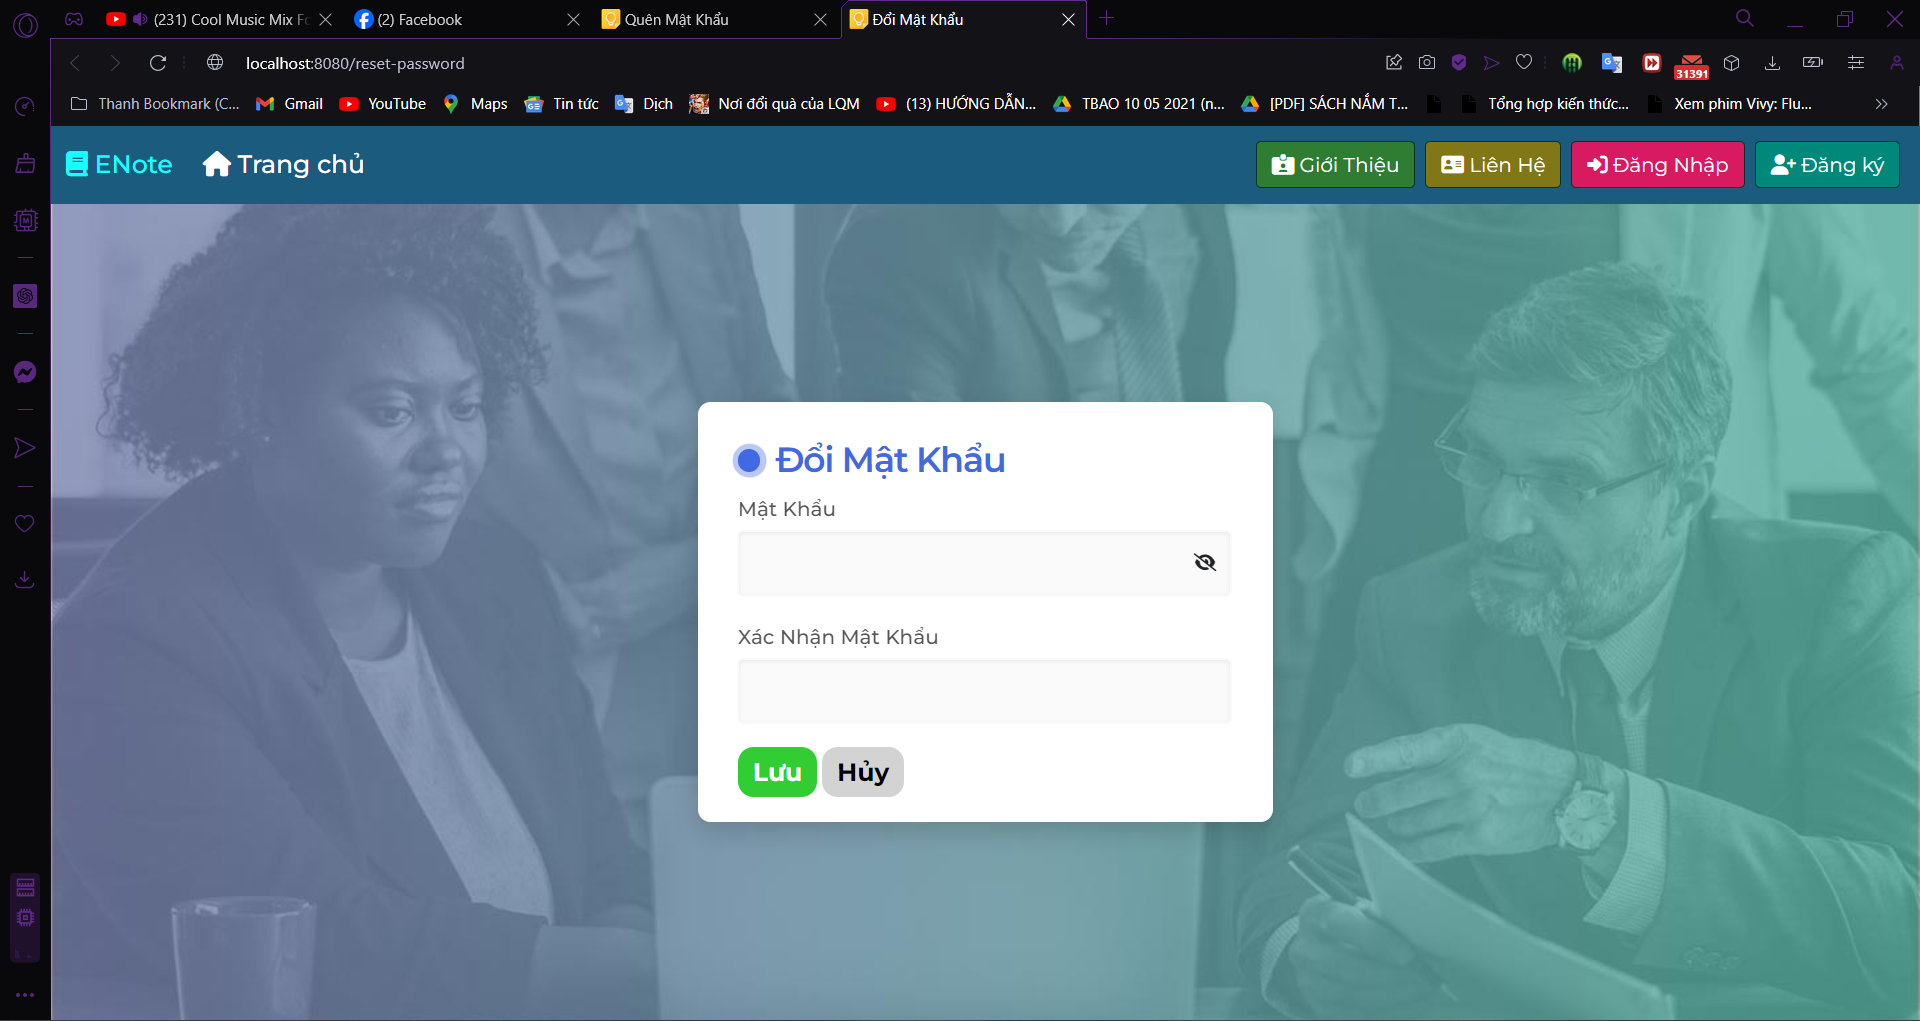 (231) Cool Music Mix Fo
(2) Facebook
Quên Mật Khẩu
Đổi Mật Khẩu
localhost:8080/reset-password
31391
Thanh Bookmark (C...
Gmail
YouTube
Maps
Tin tức
Dịch
Nơi đổi quà của LQM
(13) HƯỚNG DẪN...
TBAO 10 05 2021 (n...
[PDF] SÁCH NẮM T...
Tổng hợp kiến thức...
Xem phim Vivy: Flu...
ENote
Trang chủ
Giới Thiệu
Liên Hệ
Đăng Nhập
Đăng ký
Đổi Mật Khẩu
Mật Khẩu
Xác Nhận Mật Khẩu
Lưu
Hủy